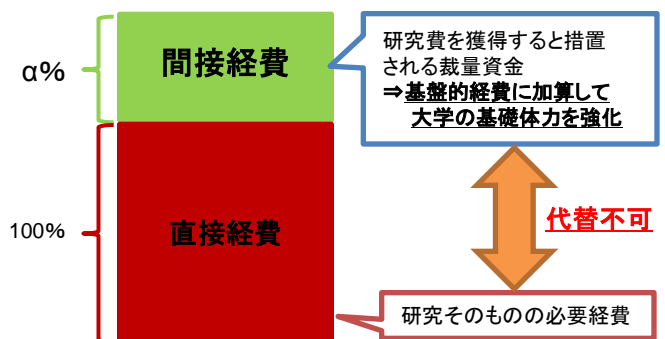 α%
間接経費
研究費を獲得すると措置
される裁量資金
⇒基盤的経費に加算して
大学の基礎体力を強化
100%
直接経費
代替不可
研究そのものの必要経費